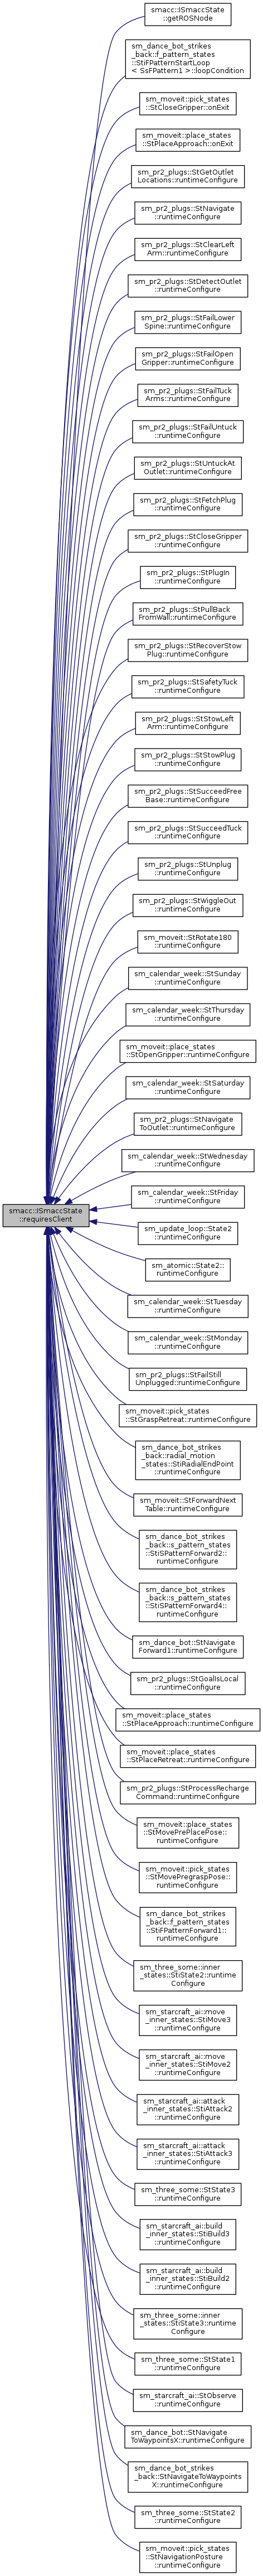 smacc::ISmaccState
::getROSNode
sm_dance_bot_strikes
_back::f_pattern_states
::StiFPatternStartLoop
< SsFPattern1 >::loopCondition
sm_moveit::pick_states
::StCloseGripper::onExit
sm_moveit::place_states
::StPlaceApproach::onExit
sm_pr2_plugs::StGetOutlet
Locations::runtimeConfigure
sm_pr2_plugs::StNavigate
::runtimeConfigure
sm_pr2_plugs::StClearLeft
Arm::runtimeConfigure
sm_pr2_plugs::StDetectOutlet
::runtimeConfigure
sm_pr2_plugs::StFailLower
Spine::runtimeConfigure
sm_pr2_plugs::StFailOpen
Gripper::runtimeConfigure
sm_pr2_plugs::StFailTuck
Arms::runtimeConfigure
sm_pr2_plugs::StFailUntuck
::runtimeConfigure
sm_pr2_plugs::StUntuckAt
Outlet::runtimeConfigure
sm_pr2_plugs::StFetchPlug
::runtimeConfigure
sm_pr2_plugs::StCloseGripper
::runtimeConfigure
sm_pr2_plugs::StPlugIn
::runtimeConfigure
sm_pr2_plugs::StPullBack
FromWall::runtimeConfigure
sm_pr2_plugs::StRecoverStow
Plug::runtimeConfigure
sm_pr2_plugs::StSafetyTuck
::runtimeConfigure
sm_pr2_plugs::StStowLeft
Arm::runtimeConfigure
sm_pr2_plugs::StStowPlug
::runtimeConfigure
sm_pr2_plugs::StSucceedFree
Base::runtimeConfigure
sm_pr2_plugs::StSucceedTuck
::runtimeConfigure
sm_pr2_plugs::StUnplug
::runtimeConfigure
sm_pr2_plugs::StWiggleOut
::runtimeConfigure
sm_moveit::StRotate180
::runtimeConfigure
sm_calendar_week::StSunday
::runtimeConfigure
sm_calendar_week::StThursday
::runtimeConfigure
sm_moveit::place_states
::StOpenGripper::runtimeConfigure
sm_calendar_week::StSaturday
::runtimeConfigure
sm_pr2_plugs::StNavigate
ToOutlet::runtimeConfigure
sm_calendar_week::StWednesday
::runtimeConfigure
smacc::ISmaccState
::requiresClient
sm_calendar_week::StFriday
::runtimeConfigure
sm_update_loop::State2
::runtimeConfigure
sm_atomic::State2::
runtimeConfigure
sm_calendar_week::StTuesday
::runtimeConfigure
sm_calendar_week::StMonday
::runtimeConfigure
sm_pr2_plugs::StFailStill
Unplugged::runtimeConfigure
sm_moveit::pick_states
::StGraspRetreat::runtimeConfigure
sm_dance_bot_strikes
_back::radial_motion
_states::StiRadialEndPoint
::runtimeConfigure
sm_moveit::StForwardNext
Table::runtimeConfigure
sm_dance_bot_strikes
_back::s_pattern_states
::StiSPatternForward2::
runtimeConfigure
sm_dance_bot_strikes
_back::s_pattern_states
::StiSPatternForward4::
runtimeConfigure
sm_dance_bot::StNavigate
Forward1::runtimeConfigure
sm_pr2_plugs::StGoalIsLocal
::runtimeConfigure
sm_moveit::place_states
::StPlaceApproach::runtimeConfigure
sm_moveit::place_states
::StPlaceRetreat::runtimeConfigure
sm_pr2_plugs::StProcessRecharge
Command::runtimeConfigure
sm_moveit::place_states
::StMovePrePlacePose::
runtimeConfigure
sm_moveit::pick_states
::StMovePregraspPose::
runtimeConfigure
sm_dance_bot_strikes
_back::f_pattern_states
::StiFPatternForward1::
runtimeConfigure
sm_three_some::inner
_states::StiState2::runtime
Configure
sm_starcraft_ai::move
_inner_states::StiMove3
::runtimeConfigure
sm_starcraft_ai::move
_inner_states::StiMove2
::runtimeConfigure
sm_starcraft_ai::attack
_inner_states::StiAttack2
::runtimeConfigure
sm_starcraft_ai::attack
_inner_states::StiAttack3
::runtimeConfigure
sm_three_some::StState3
::runtimeConfigure
sm_starcraft_ai::build
_inner_states::StiBuild3
::runtimeConfigure
sm_starcraft_ai::build
_inner_states::StiBuild2
::runtimeConfigure
sm_three_some::inner
_states::StiState3::runtime
Configure
sm_three_some::StState1
::runtimeConfigure
sm_starcraft_ai::StObserve
::runtimeConfigure
sm_dance_bot::StNavigate
ToWaypointsX::runtimeConfigure
sm_dance_bot_strikes
_back::StNavigateToWaypoints
X::runtimeConfigure
sm_three_some::StState2
::runtimeConfigure
sm_moveit::pick_states
::StNavigationPosture
::runtimeConfigure